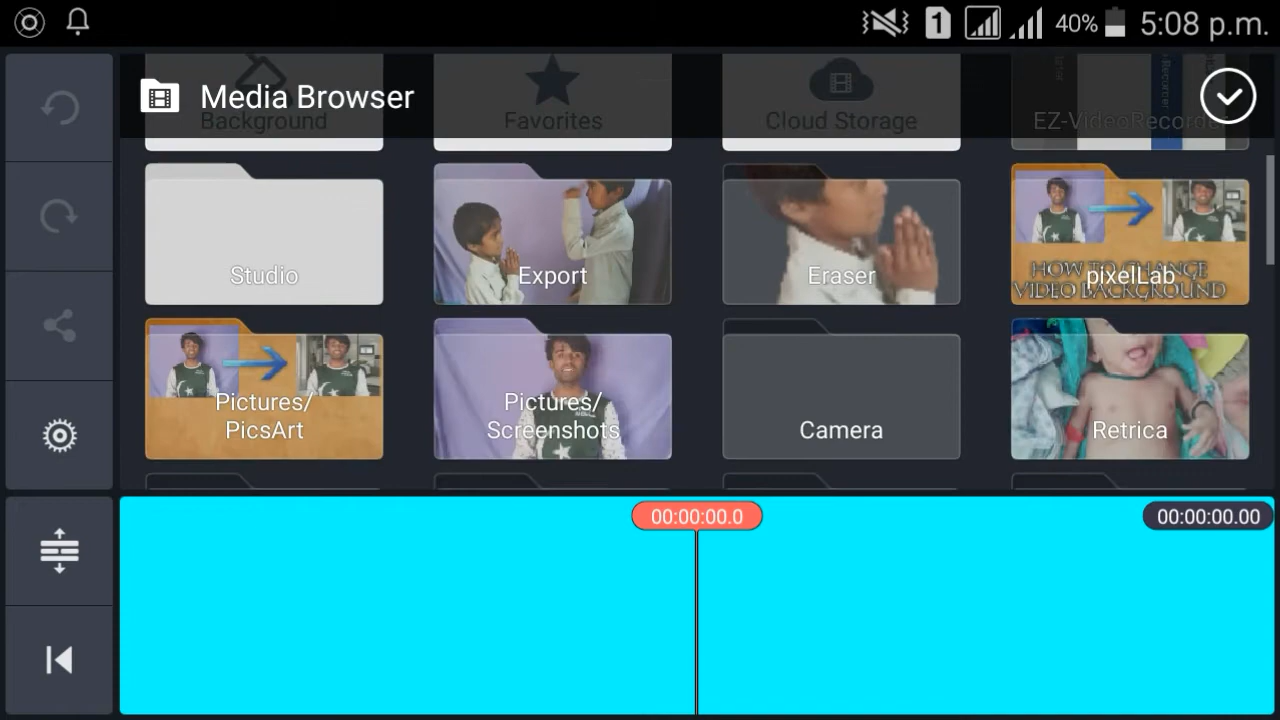 1
40%
5:08 p.m.
Media Browser
Background
Favorites
Cloud Storage
EZ-VideoRecorder
Studio
Export
Eraser
pixelLab
HOW TO CHANGE
VIDEO BACKGROUND
Pictures/
PicsArt
Pictures/
Screenshots
Camera
Retrica
00:00:00.0
00:00:00.00